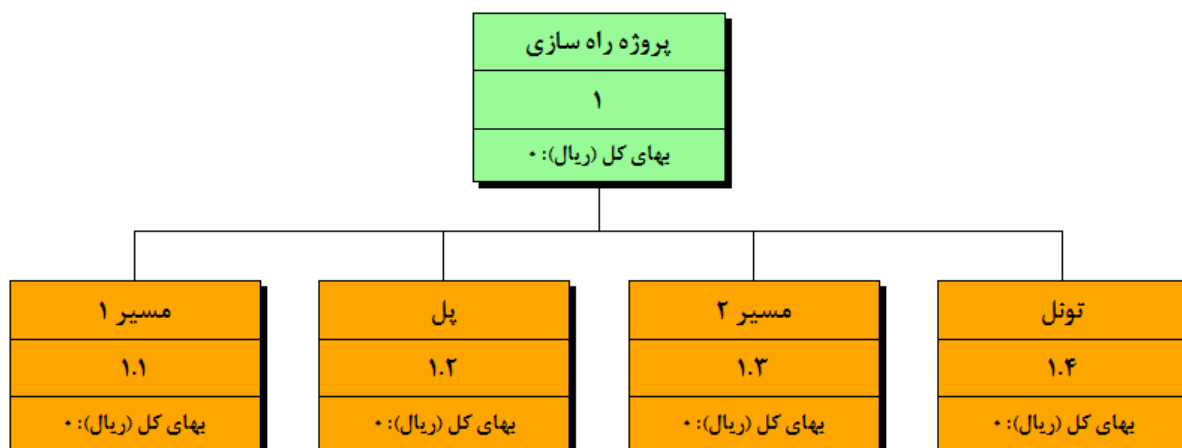 پروژه راه سازی
۱
بهای کل (ریال): ۰
مسیر ۱
۱.۱
بهای کل (ریال): ۰
پل
۱.۲
بهای کل (ریال): ۰
مسیر ۲
۱.۳
بهای کل (ریال): ۰
تونل
۱.۴
بهای کل (ریال): ۰